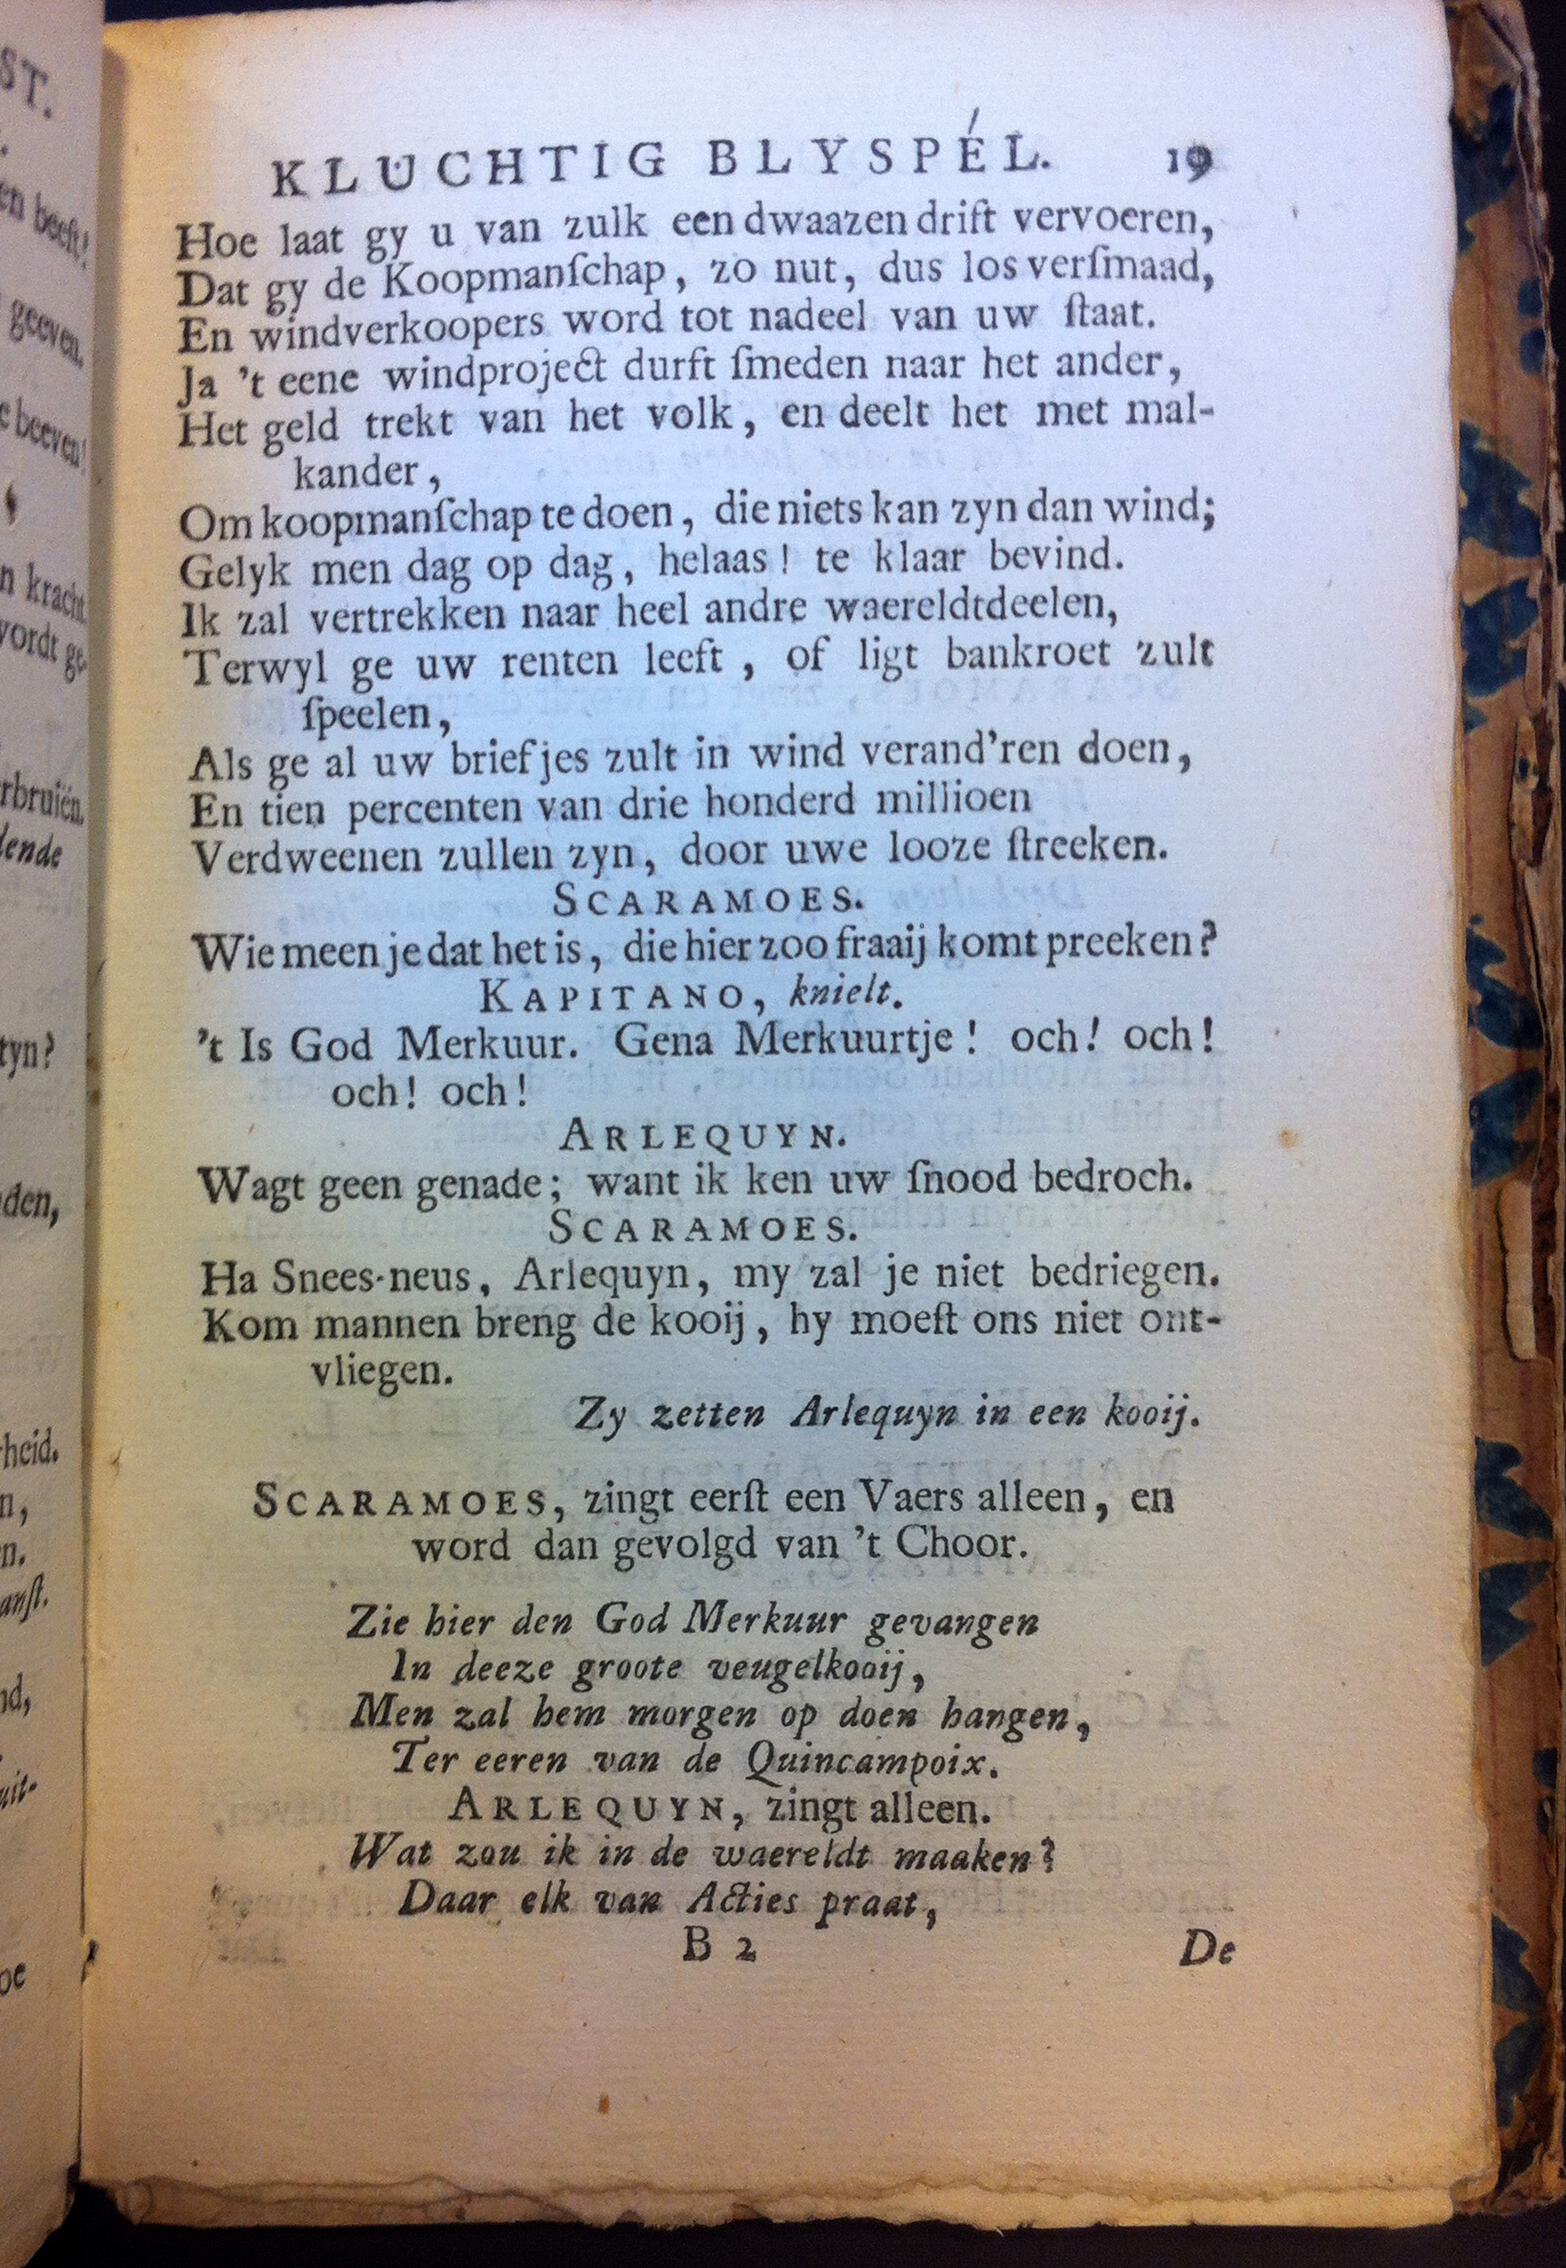 KLUCHTIG BLYSPÉL. 19
Hoe laat gy u van zulk een dwaazen drift vervoeren,
Dat gy de Koopmanſchap, zo nut, dus los verſmaad,
En windverkoopers word tot nadeel van uw ſtaat.
Ja 't eene windproject durft ſmeden naar het ander,
Het geld trekt van het volk, en deelt het met mal-
kander,
Om koopmanſchap te doen, die niets kan zyn dan wind;
Gelyk men dag op dag, helaas! te klaar bevind.
Ik zal vertrekken naar heel andre waereldtdeelen,
Terwyl ge uw renten leeft, of ligt bankroet zult
ſpeelen,
Als ge al uw briefjes zult in wind verand'ren doen,
En tien percenten van drie honderd millioen
Verdweenen zullen zyn, door uwe looze ſtreeken.
SCARAMOES.
Wie meen je dat het is, die hier zoo fraaij komt preeken?
KAPITANO, knielt.
't Is God Merkuur. Gena Merkuurtje! och! och!
och! och!
ARLEQUYN.
Wagt geen genade; want ik ken uw ſnood bedroch.
SCARAMOES.
Ha Snees-neus, Arlequyn, my zal je niet bedriegen.
Kom mannen breng de kooij, hy moeſt ons niet ont-
vliegen.
Zy zetten Arlequyn in een kooij.
SCARAMOES, zingt eerſt een Vaers alleen, en
word dan gevolgd van 't Choor.
Zie hier den God Merkuur gevangen
In deeze groote veugelkooij,
Men zal hem morgen op doen hangen,
Ter eeren van de Quincampoix.
ARLEQUYN, zingt alleen.
Wat zou ik in de waereldt maaken?
Daar elk van Acties praat,
B 2 De